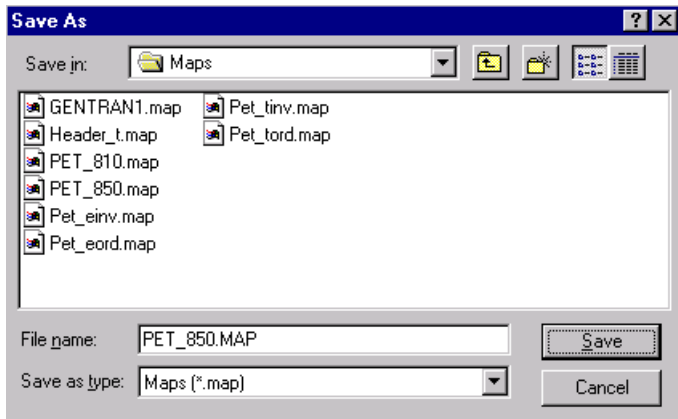 Save As
Save in: Maps
GENTRAN1.map Pet_tinv.map
Header_t.map Pet_tord.map
PET_810.map
PET_850.map
Pet_einv.map
Pet_eord.map
File name: PET_850.MAP Save
Save as type: Maps (*.map) Cancel